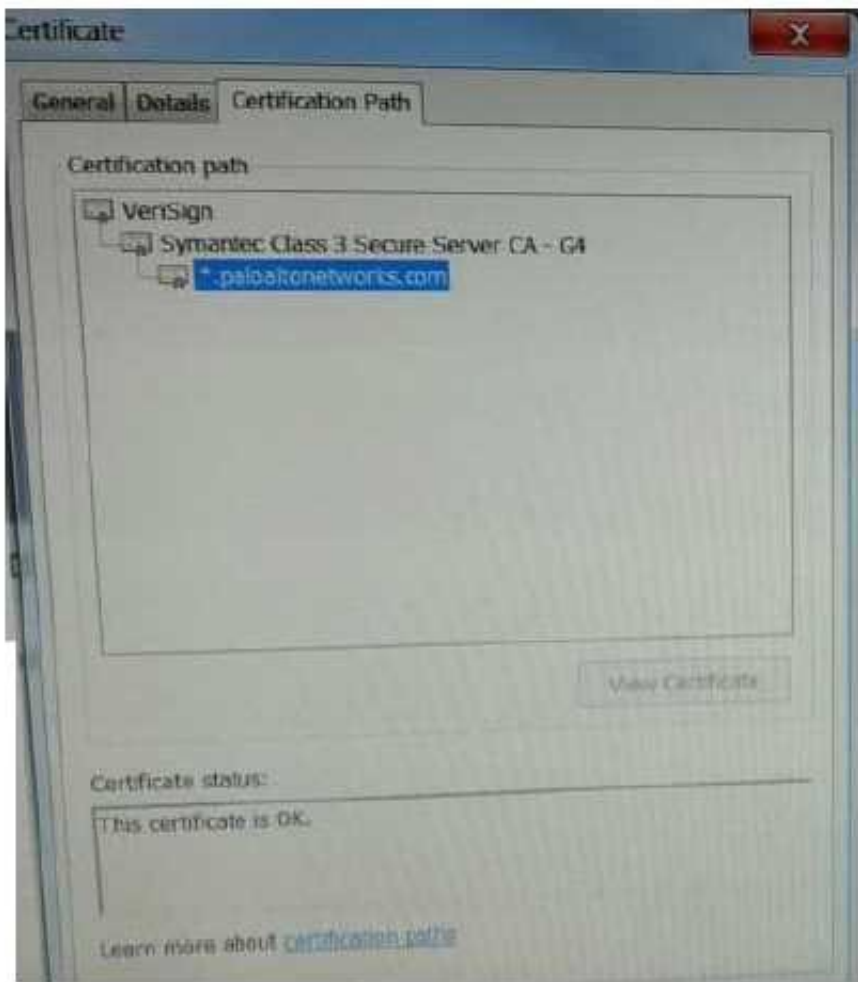 Certificate
X
General Details Certification Path
Certification path
VeriSign
Symantec Class 3 Secure Server CA - G4
*.paloaltonetworks.com
View Certificate
Certificate status:
This certificate is OK.
Learn more about certification paths